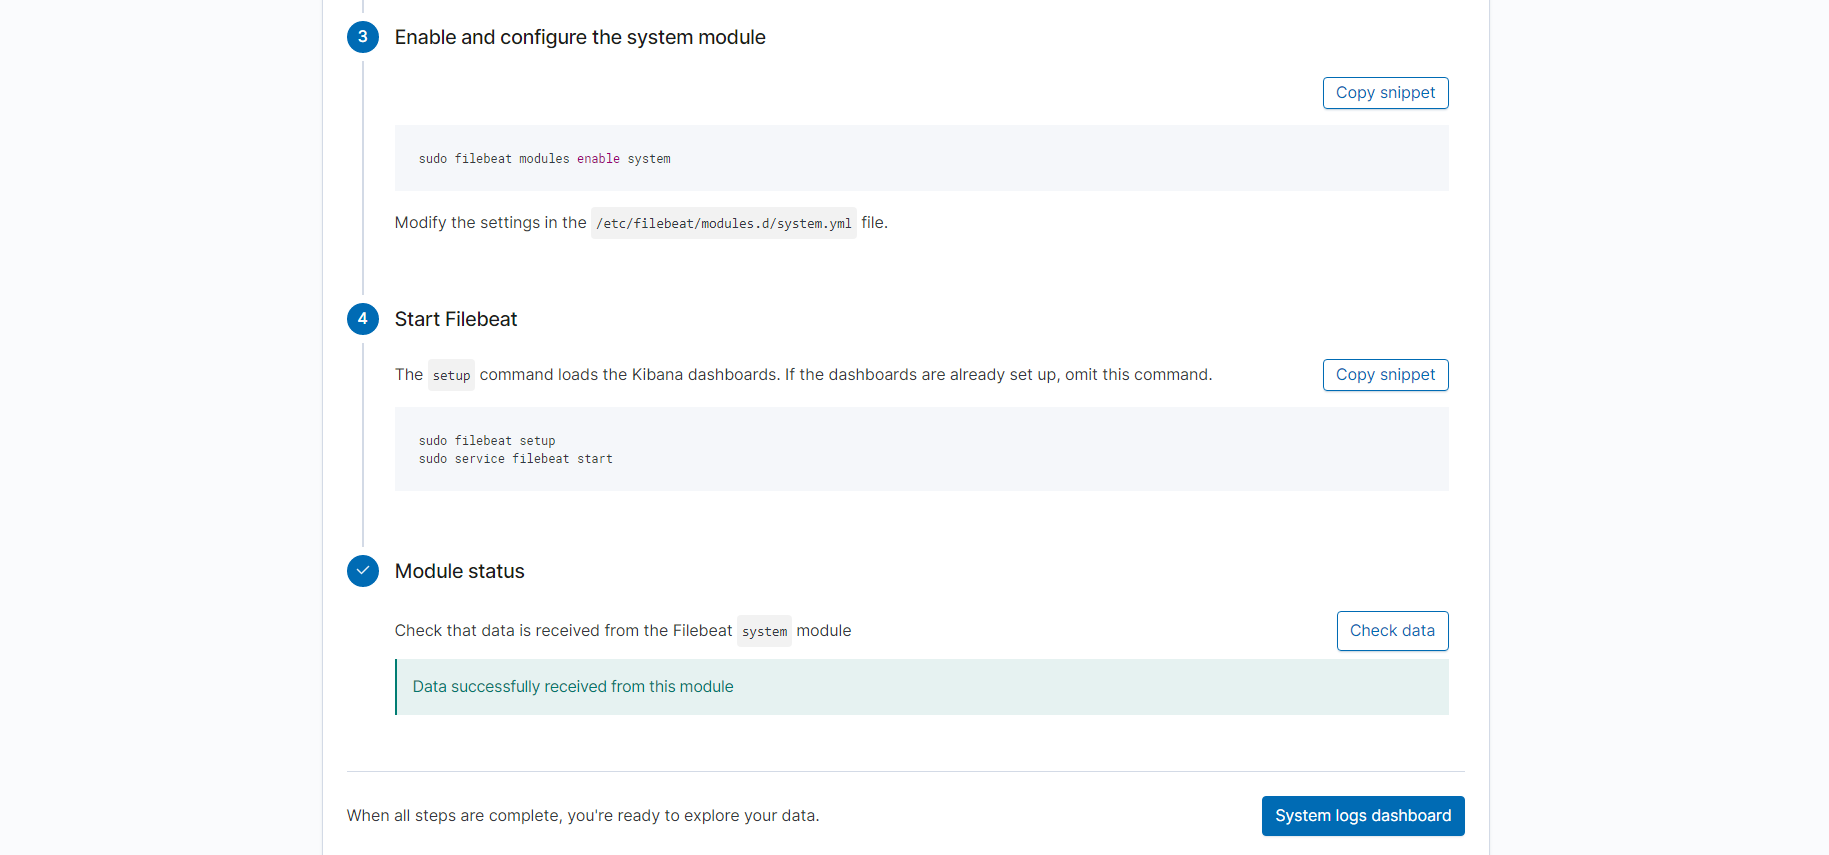 3 Enable and configure the system module
Copy snippet
sudo filebeat modules enable system
Modify the settings in the /etc/filebeat/modules.d/system.yml file.
4 Start Filebeat
The setup command loads the Kibana dashboards. If the dashboards are already set up, omit this command.
Copy snippet
sudo filebeat setup
sudo service filebeat start
Module status
Check that data is received from the Filebeat system module
Check data
Data successfully received from this module
When all steps are complete, you're ready to explore your data.
System logs dashboard